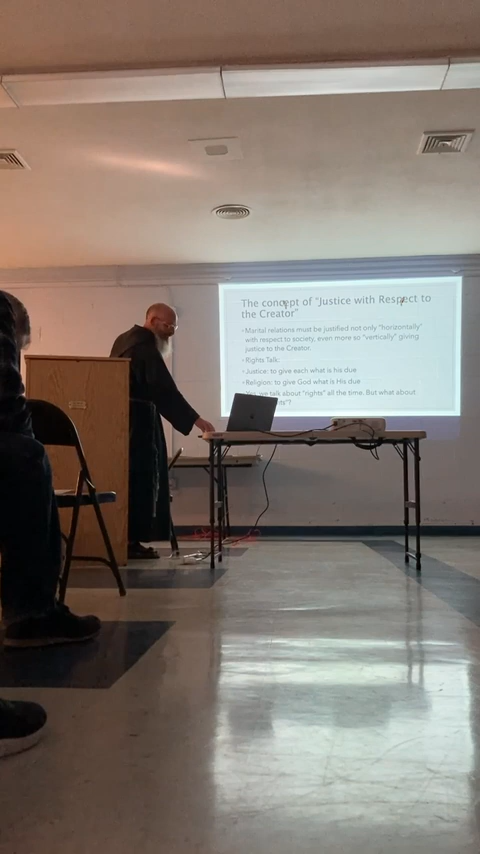 The concept of "Justice with Respect to
the Creator"
• Marital relations must be justified not only "horizontally"
with respect to society, even more so "vertically" giving
justice to the Creator.
• Rights Talk:
• Justice: to give each what is his due
• Religion: to give God what is His due
we talk about "rights" all the time. But what about